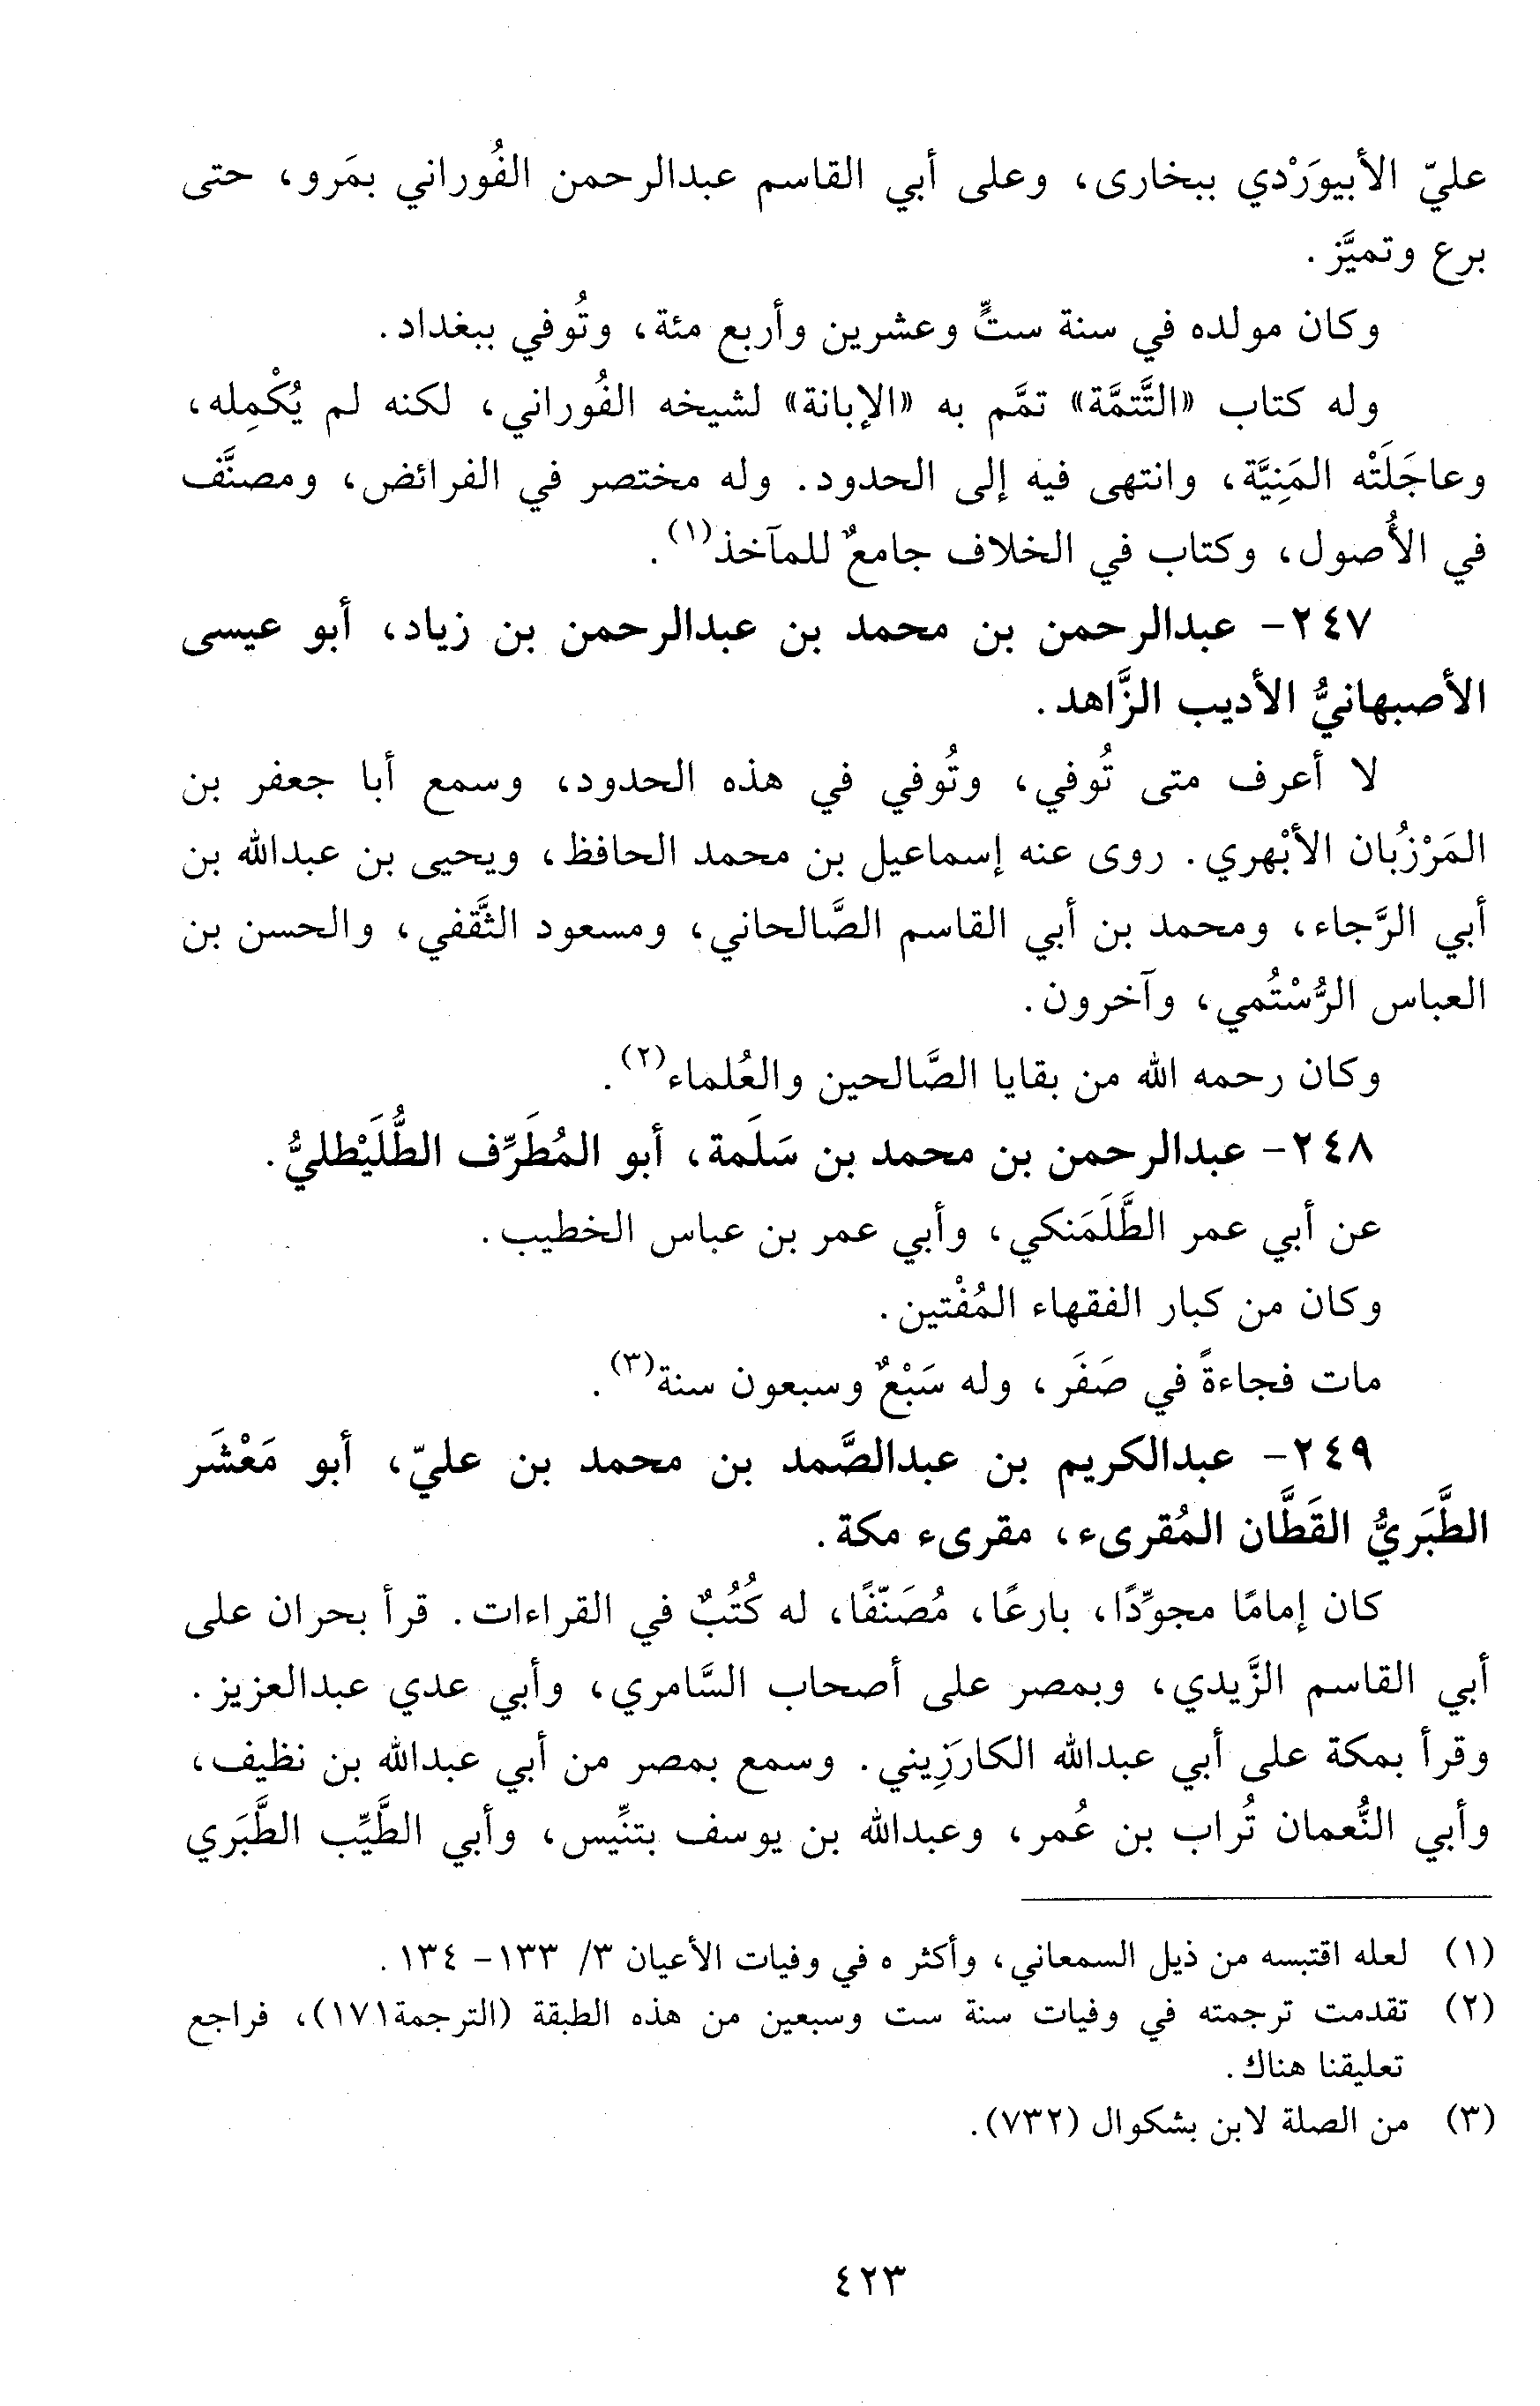 عليّ الأبيورَدْي ببخارى، وعلى أبي القاسم عبدالرحمن الفُوراني بمَرو، حتى
برع وتميَّز.
وكان مولده في سنة ستٍّ وعشرين وأربع مئة، وتُوفي ببغداد.
وله كتاب «التَّتمَّة» تمَّم به «الإبانة» لشيخه الفُوراني، لكنه لم يُكْمِله،
وعاجَلَتْه المَنِيَّة، وانتهى فيه إلى الحدود. وله مختصر في الفرائض، ومصنَّف
في الأُصول، وكتاب في الخلاف جامعٌ للمآخذ(١).
٢٤٧- عبدالرحمن بن محمد بن عبدالرحمن بن زياد، أبو عيسى
الأصبهانيُّ الأديب الزَّاهد.
لا أعرف متى تُوفي، وتُوفي في هذه الحدود، وسمع أبا جعفر بن
المَرْزُبان الأبْهري. روى عنه إسماعيل بن محمد الحافظ، ويحيى بن عبدالله بن
أبي الرَّجاء، ومحمد بن أبي القاسم الصَّالحاني، ومسعود الثَّقفي، والحسن بن
العباس الرُّسْتُمي، وآخرون.
وكان رحمه الله من بقايا الصَّالحين والعُلماء(٢).
٢٤٨- عبدالرحمن بن محمد بن سَلَمة، أبو المُطَرِّف الطُّلَيْطليُّ.
عن أبي عمر الطَّلَمَنكي، وأبي عمر بن عباس الخطيب.
وكان من كبار الفقهاء المُفْتين.
مات فجاءةً في صَفَر، وله سَبْعٌ وسبعون سنة(٣).
٢٤٩- عبدالكريم بن عبدالصَّمد بن محمد بن عليّ، أبو مَعْشَر
الطَّبَريُّ القَطَّان المُقرىء، مقرىء مكة.
كان إمامًا مجوِّدًا، بارعًا، مُصَنّفًا، له كُتُبٌ في القراءات. قرأ بحران على
أبي القاسم الزَّيدي، وبمصر على أصحاب السَّامري، وأبي عدي عبدالعزيز.
وقرأ بمكة على أبي عبدالله الكارَزِيني. وسمع بمصر من أبي عبدالله بن نظيف،
وأبي النُّعمان تُراب بن عُمر، وعبدالله بن يوسف بتنِّيس، وأبي الطَّيِّب الطَّبَري
(١) لعله اقتبسه من ذيل السمعاني، وأكثر ه في وفيات الأعيان ٣/ ١٣٣- ١٣٤.
(٢) تقدمت ترجمته في وفيات سنة ست وسبعين من هذه الطبقة (الترجمة١٧١)، فراجع
تعليقنا هناك.
(٣) من الصلة لابن بشكوال (٧٣٢).
٤٢٣